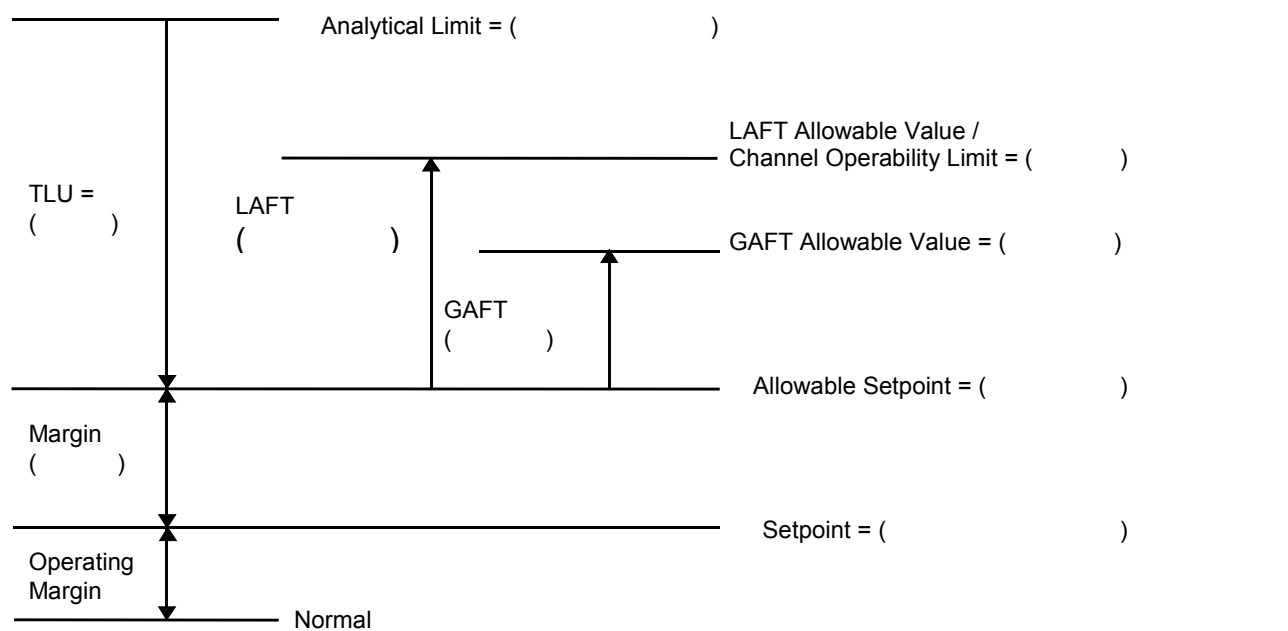 Analytical Limit = (                    )
LAFT Allowable Value /
Channel Operability Limit = (         )
TLU =
(         )
LAFT
(                )
GAFT Allowable Value = (            )
GAFT
(           )
Allowable Setpoint = (             )
Margin
(          )
Setpoint = (                         )
Operating
Margin
Normal